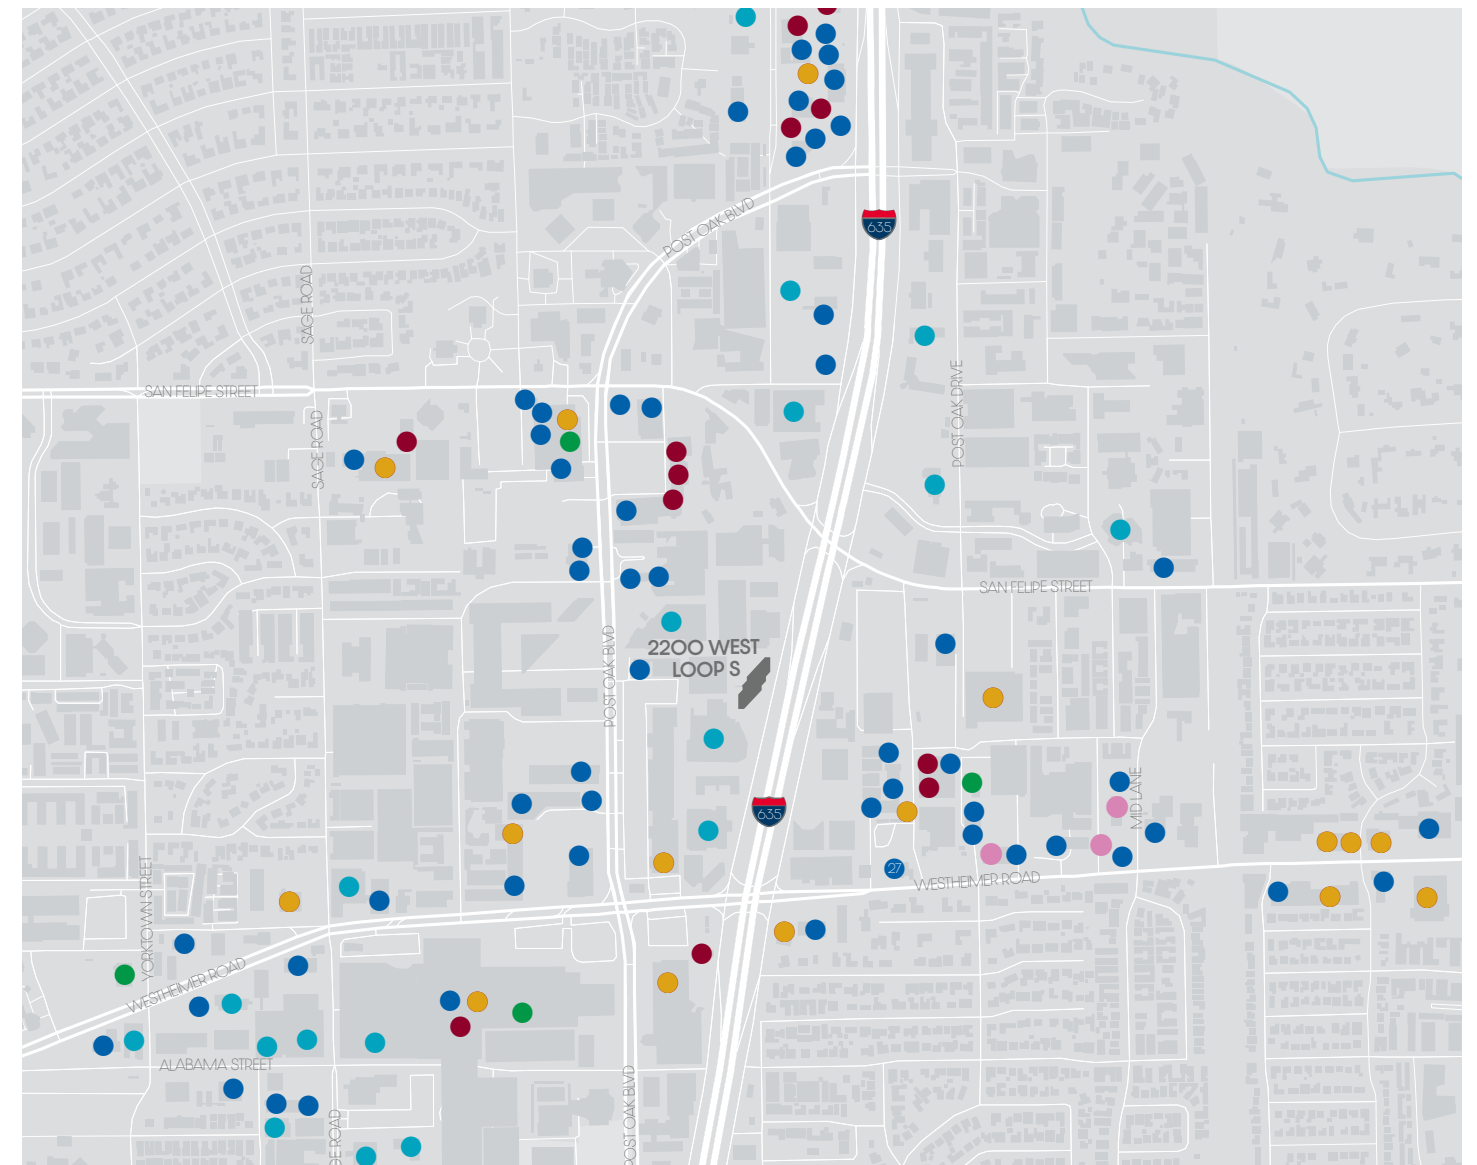 POST OAK BLVD
635
SAGE ROAD
SAN FELIPE STREET
POST OAK DRIVE
SAGE ROAD
SAN FELIPE STREET
2200 WEST
LOOP S
POST OAK BLVD
635
MID LANE
27
WESTHEIMER ROAD
YORKTOWN STREET
WESTHEIMER ROAD
ALABAMA STREET
GE ROAD
POST OAK BLVD